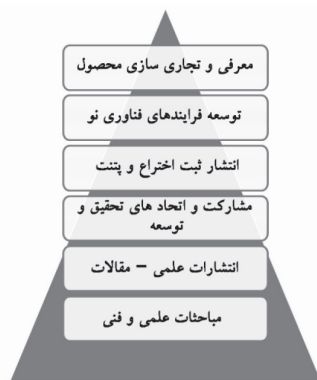 معرفی و تجاری سازی محصول
توسعه فرایندهای فناوری نو
انتشار ثبت اختراع و پتنت
مشارکت و اتحاد های تحقیق و
توسعه
انتشارات علمی – مقالات
مباحثات علمی و فنی